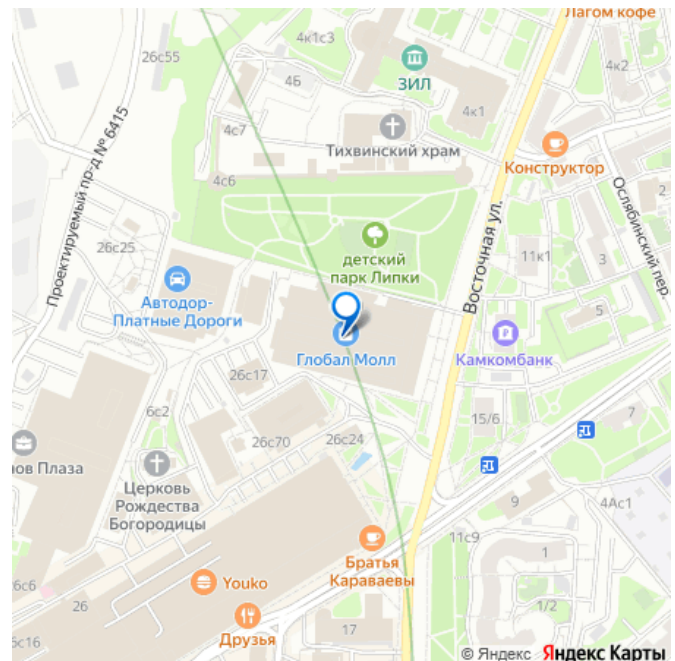 Лагом кофе
4к1с3
26с55
4к2
4Б
ЗИЛ
4к1
4с7
Тихвинский храм
Конструктор
Проектируемый пр-д № 6415
4с6
Ослябинский пер.
2
Восточная ул.
26с25
детский
парк Липки
11к1
3
Автодор-
Платные Дороги
5
Глобал Молл
Камкомбанк
26с17
6с2
15/6
7
26с70
26с24
нов Плаза
Церковь
Рождества
Богородицы
9
4Ас1
11с9
1
Братья
Караваевы
26с6
Youko
26
1/2
Друзья
17
6с16
© Яндекс Яндекс Карты